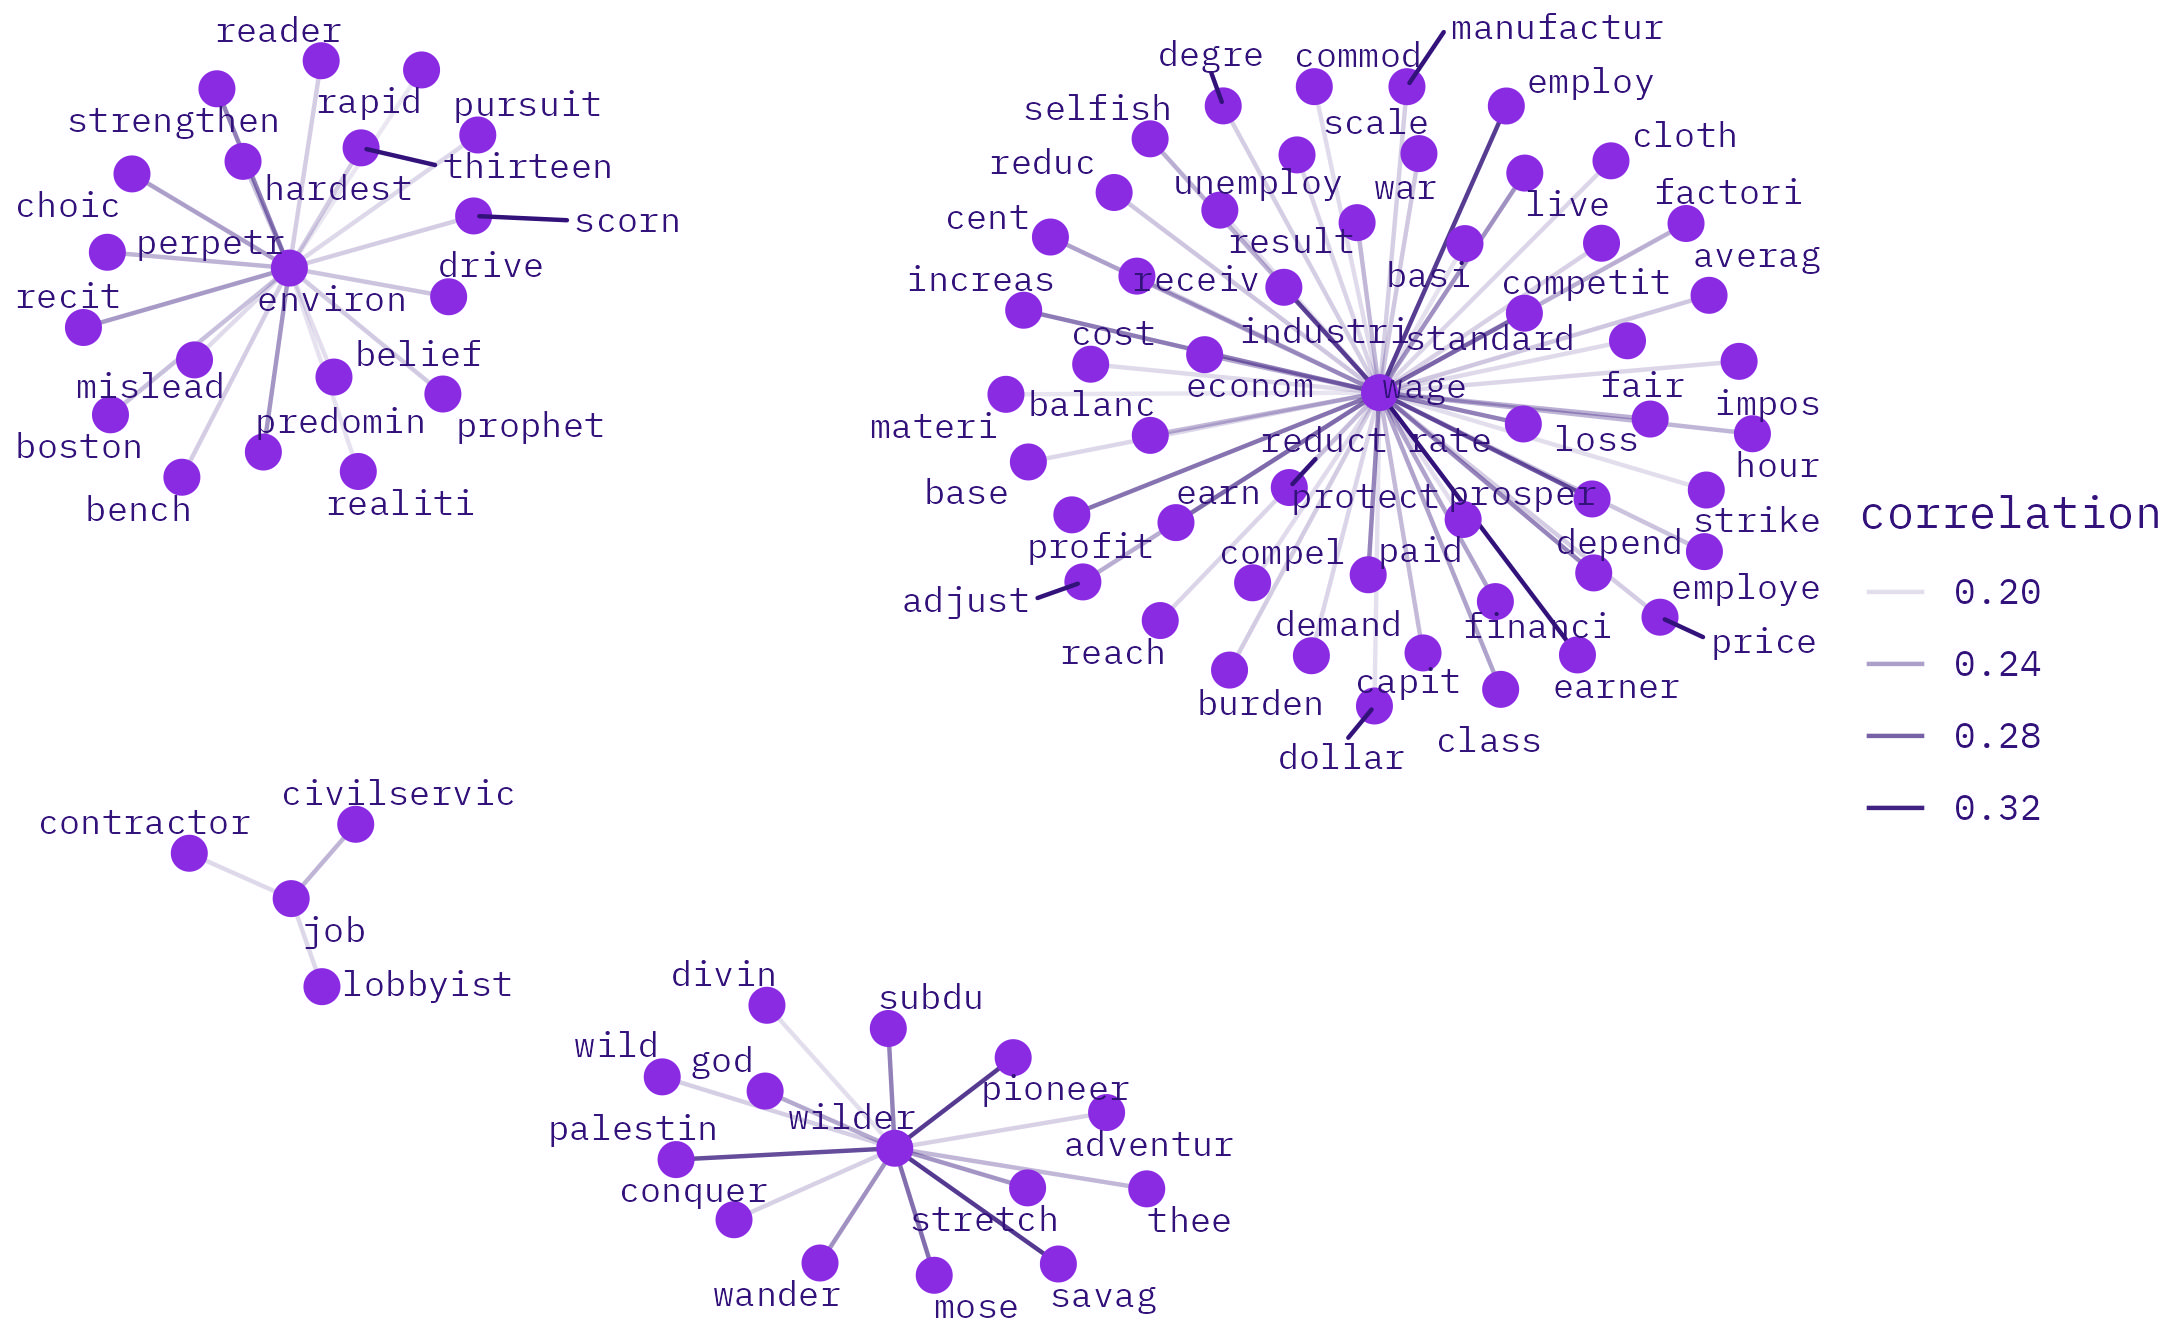 reader
rapid
pursuit
strengthen
thirteen
hardest
choic
scorn
perpetr
drive
recit
environ
belief
mislead
predomin
prophet
boston
realiti
bench
manufactur
degre
commod
employ
selfish
scale
cloth
reduc
unemploy
war
live
factori
cent
result
averag
increas
receiv
basi
competit
cost
industri
standard
econom
wage
fair
impos
materi
balanc
reduct
rate
loss
hour
base
earn
protect
prosper
strike
profit
compel
paid
depend
adjust
employe
demand
financi
price
reach
capit
earner
burden
class
dollar
correlation
0.20
0.24
0.28
0.32
civilservic
contractor
job
lobbyist
divin
subdu
wild
god
pioneer
palestin
wilder
adventur
conquer
stretch
thee
wander
mose
savag